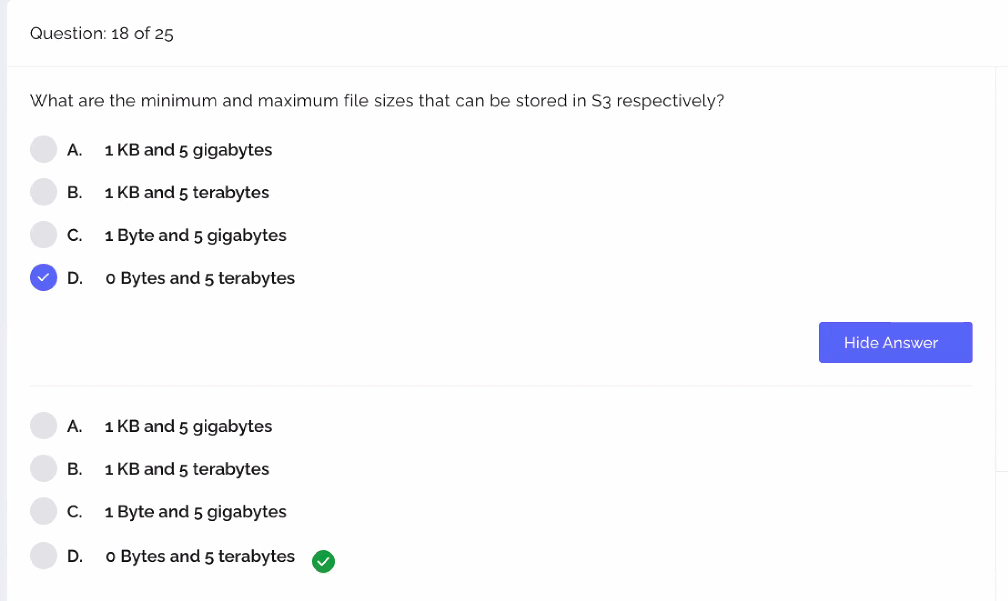 Question: 18 of 25
What are the minimum and maximum file sizes that can be stored in S3 respectively?
A. 1 KB and 5 gigabytes
B. 1 KB and 5 terabytes
C. 1 Byte and 5 gigabytes
D. 0 Bytes and 5 terabytes
Hide Answer
A. 1 KB and 5 gigabytes
B. 1 KB and 5 terabytes
C. 1 Byte and 5 gigabytes
D. 0 Bytes and 5 terabytes